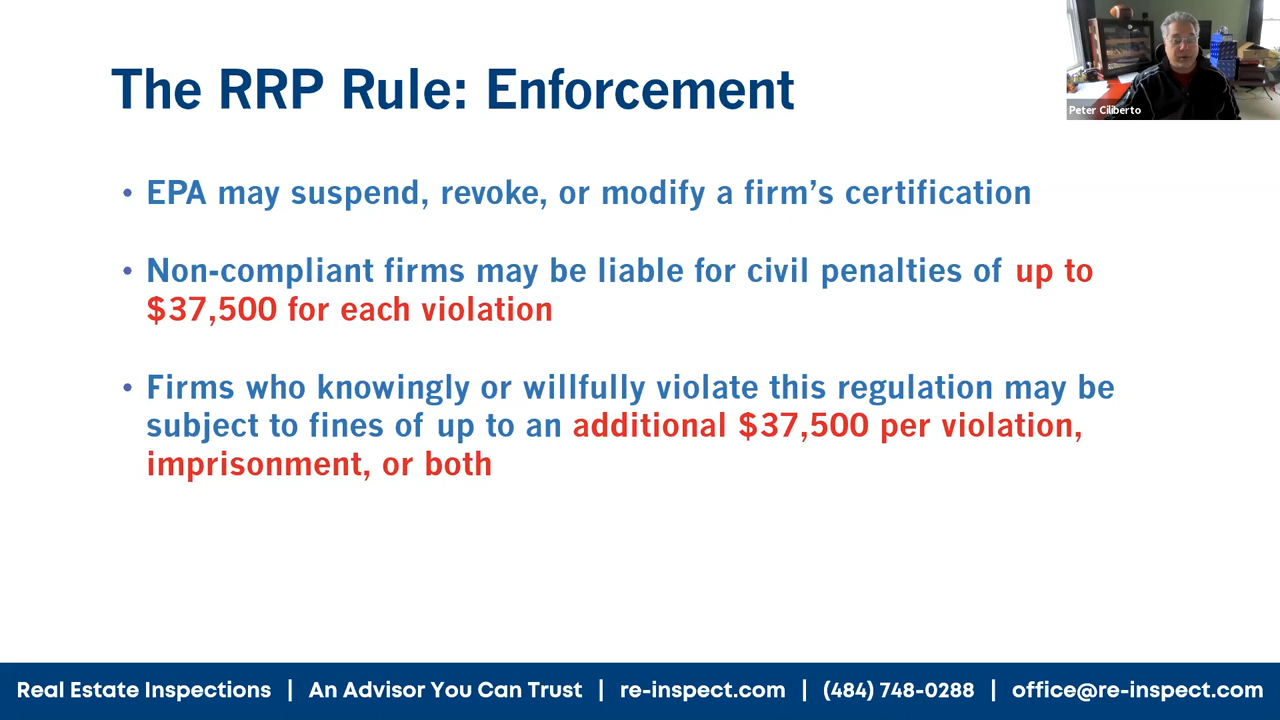 The RRP Rule: Enforcement
Peter Ciliberto
• EPA may suspend, revoke, or modify a firm’s certification
• Non-compliant firms may be liable for civil penalties of up to
$37,500 for each violation
• Firms who knowingly or willfully violate this regulation may be
subject to fines of up to an additional $37,500 per violation,
imprisonment, or both
Real Estate Inspections | An Advisor You Can Trust | re-inspect.com | (484) 748-0288 | office@re-inspect.com